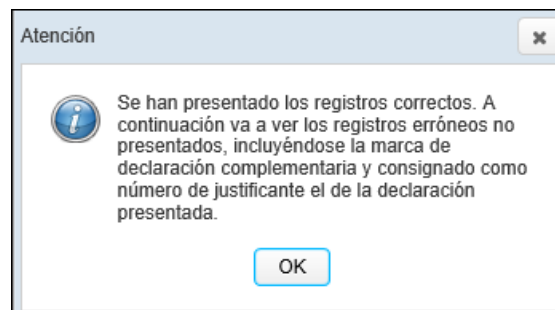 Atención
Se han presentado los registros correctos. A
continuación va a ver los registros erróneos no
presentados, incluyéndose la marca de
declaración complementaria y consignado como
número de justificante el de la declaración
presentada.
OK